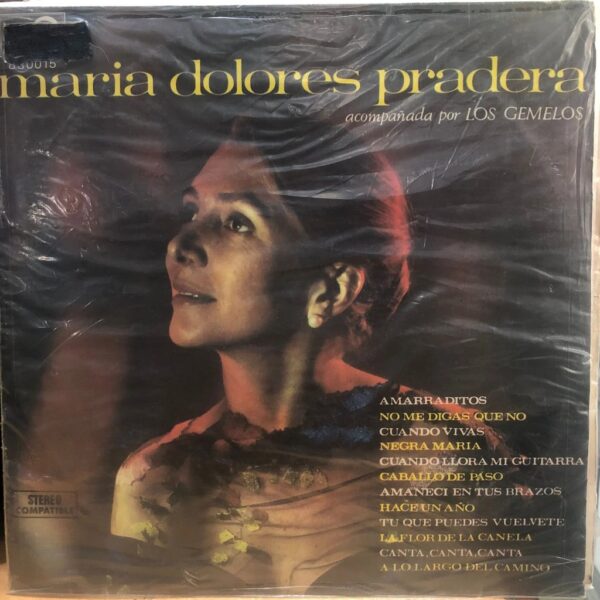 830015
maria dolores pradera
acompañada por LOS GEMELOS
AMARRADITOS
NO ME DIGAS QUE NO
CUANDO VIVAS
NEGRA MARIA
CUANDO LLORA MI GUITARRA
CABALLO DE PASO
AMANECI EN TUS BRAZOS
HACE UN AÑO
TU QUE PUEDES VUELVETE
LA FLOR DE LA CANELA
CANTA, CANTA, CANTA
A LO LARGO DEL CAMINO
STEREO
COMPATIBLE